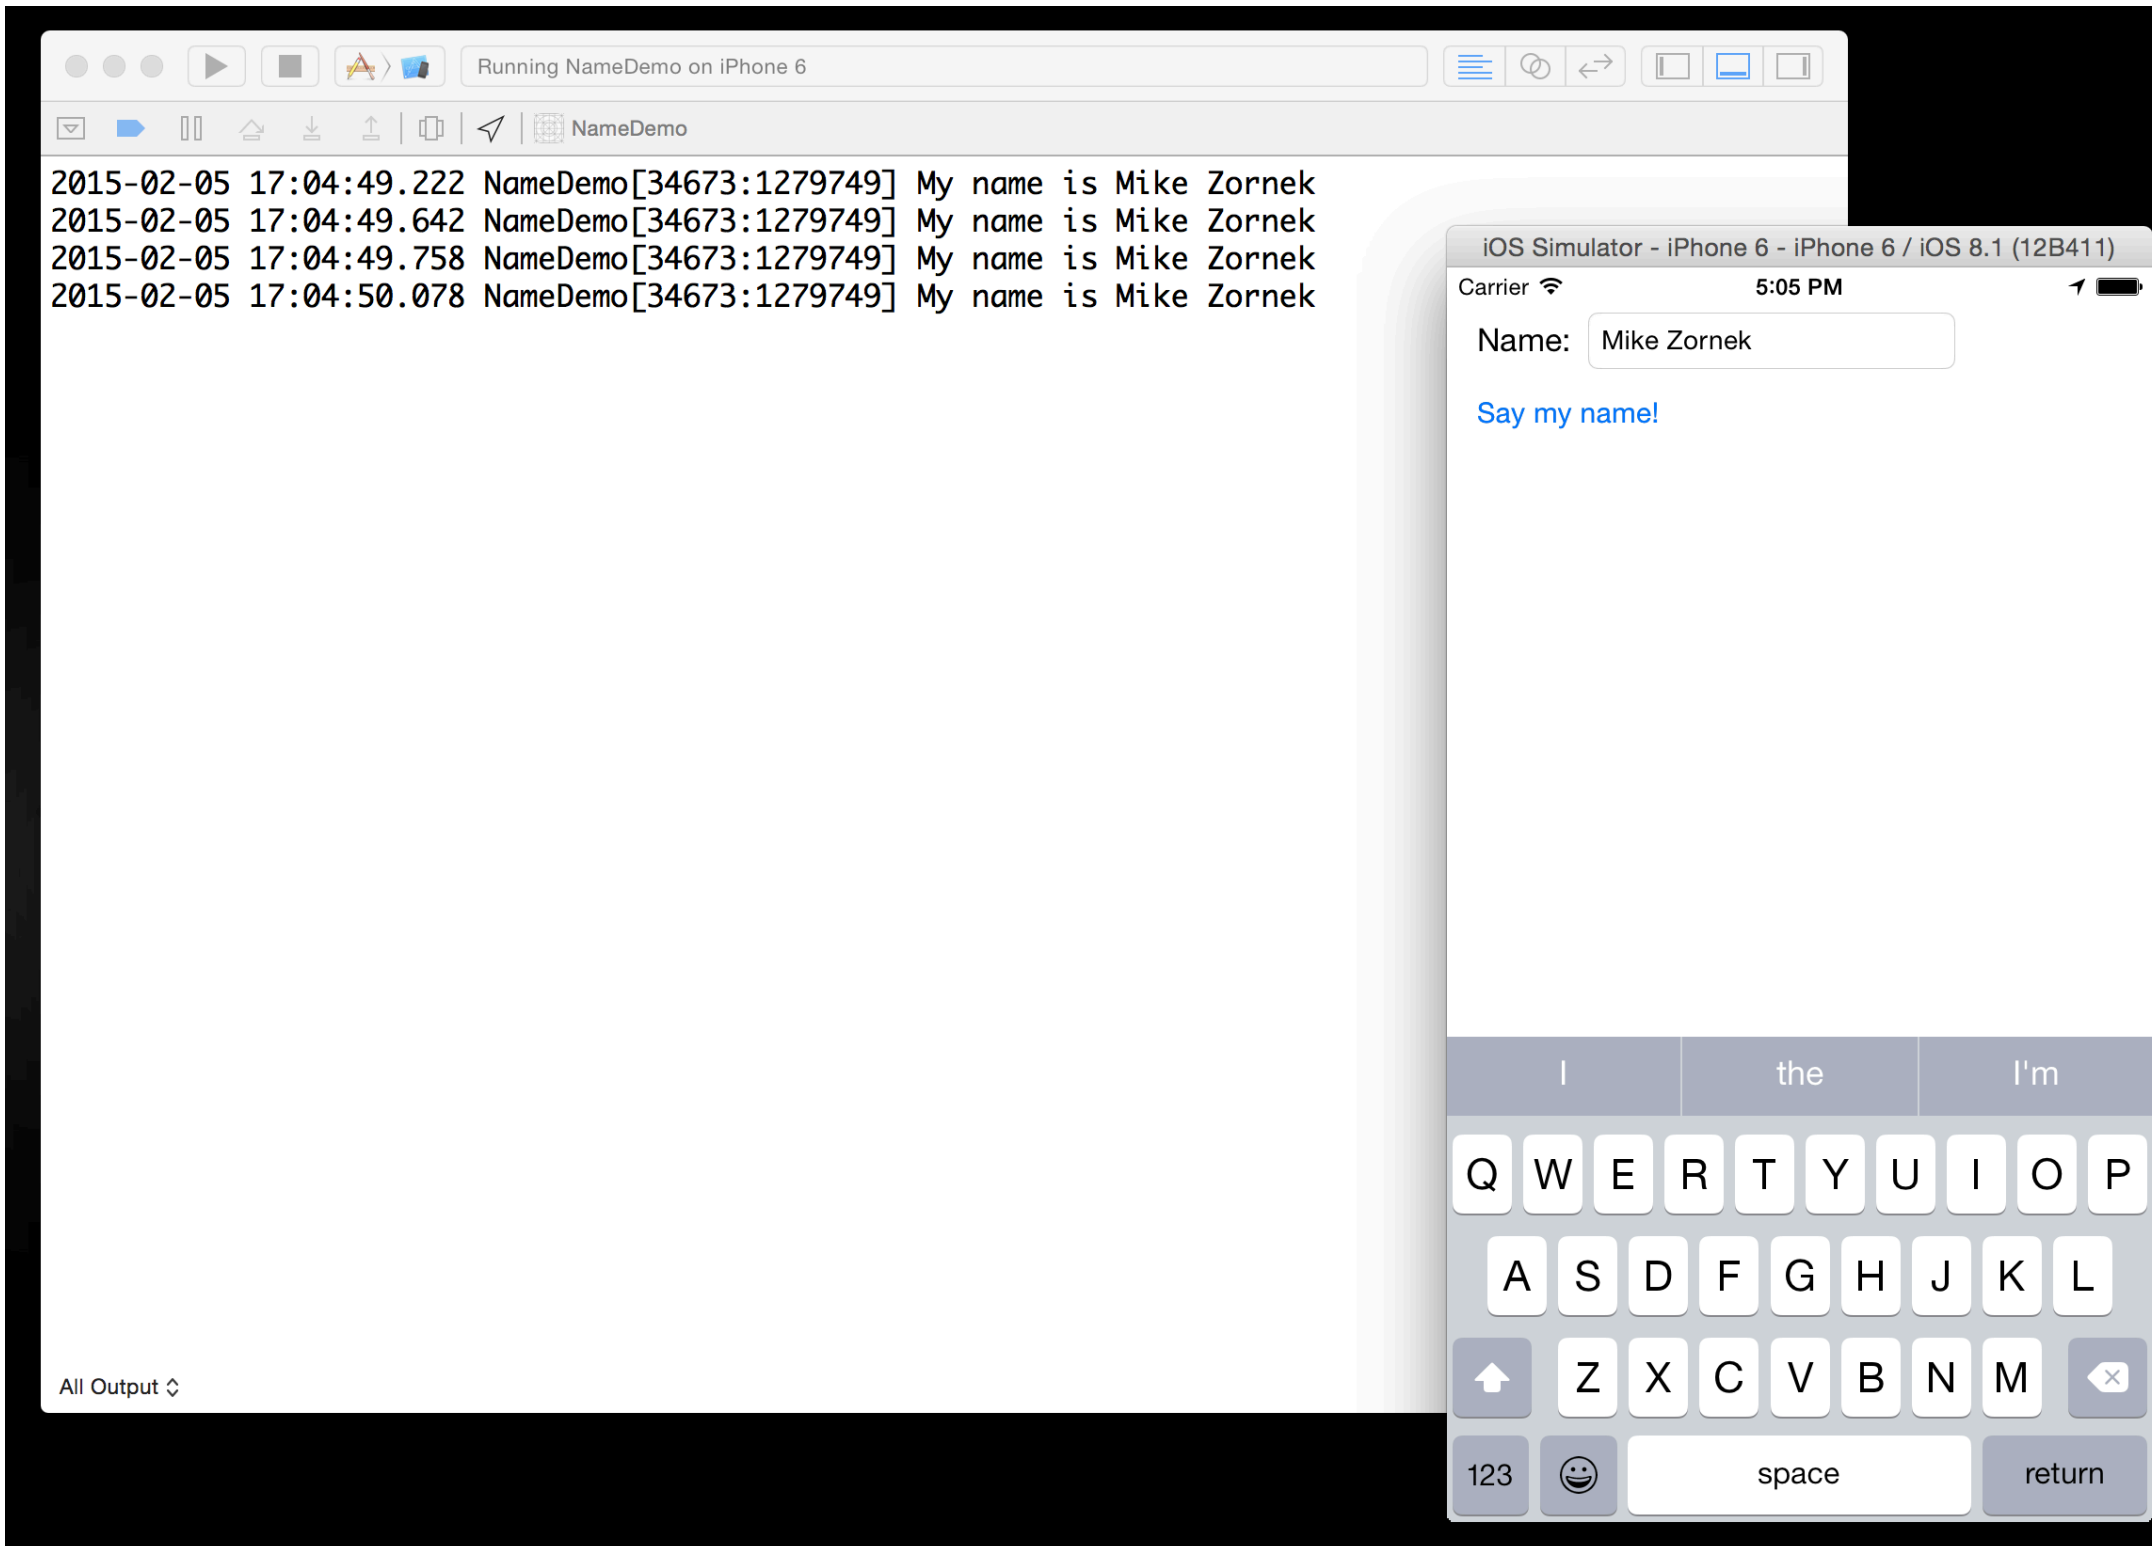 Running NameDemo on iPhone 6
NameDemo
2015-02-05 17:04:49.222 NameDemo[34673:1279749] My name is Mike Zornek
2015-02-05 17:04:49.642 NameDemo[34673:1279749] My name is Mike Zornek
2015-02-05 17:04:49.758 NameDemo[34673:1279749] My name is Mike Zornek
2015-02-05 17:04:50.078 NameDemo[34673:1279749] My name is Mike Zornek
All Output
iOS Simulator - iPhone 6 - iPhone 6 / iOS 8.1 (12B411)
Carrier 5:05 PM
Name: Mike Zornek
Say my name!
I the I'm
Q W E R T Y U I O P
A S D F G H J K L
Z X C V B N M
123 space return